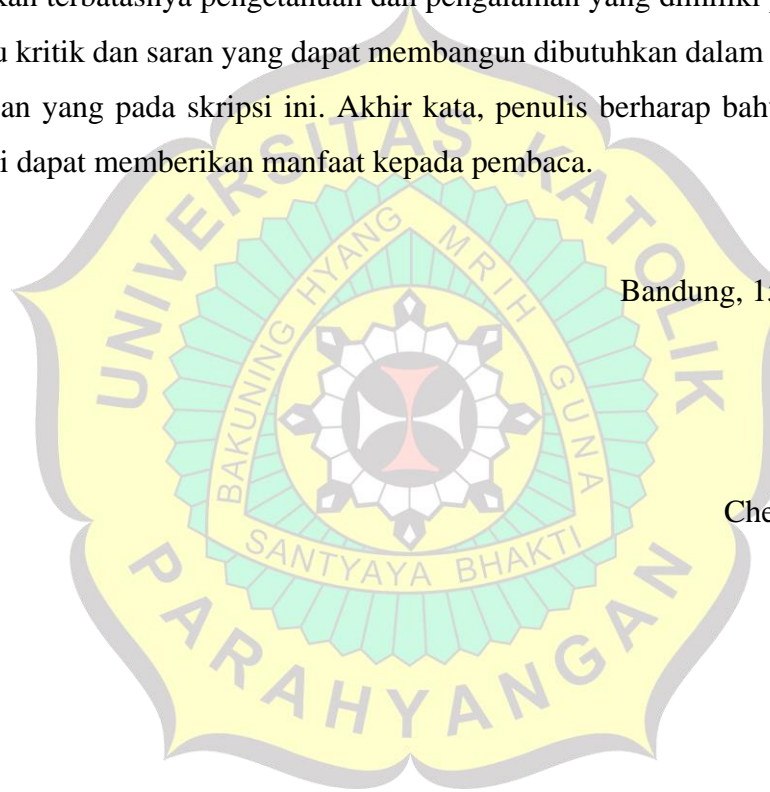 kan terbatasnya pengetahuan dan pengalaman yang dimiliki
u kritik dan saran yang dapat membangun dibutuhkan dalam
an yang pada skripsi ini. Akhir kata, penulis berharap
i dapat memberikan manfaat kepada pembaca.
UNIVERSITAS KATOLIK
BAKUNING HYANG MRIH GUNA
Bandung, 15
Che
SANTYAYA BHAKTI
PARAHYANGAN